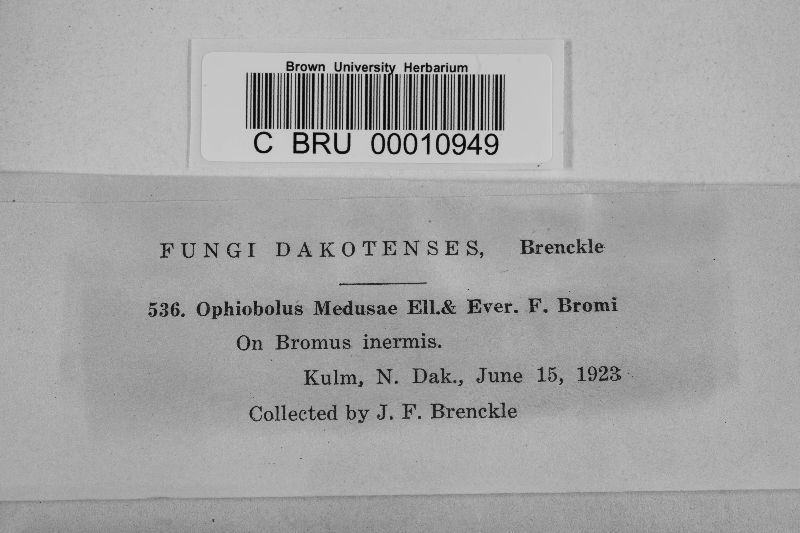 Brown University Herbarium
C BRU 00010949
FUNGI DAKOTENSES, Brenckle
536. Ophiobolus Medusae Ell.& Ever. F. Bromi
On Bromus inermis.
Kulm, N. Dak., June 15, 1923
Collected by J. F. Brenckle